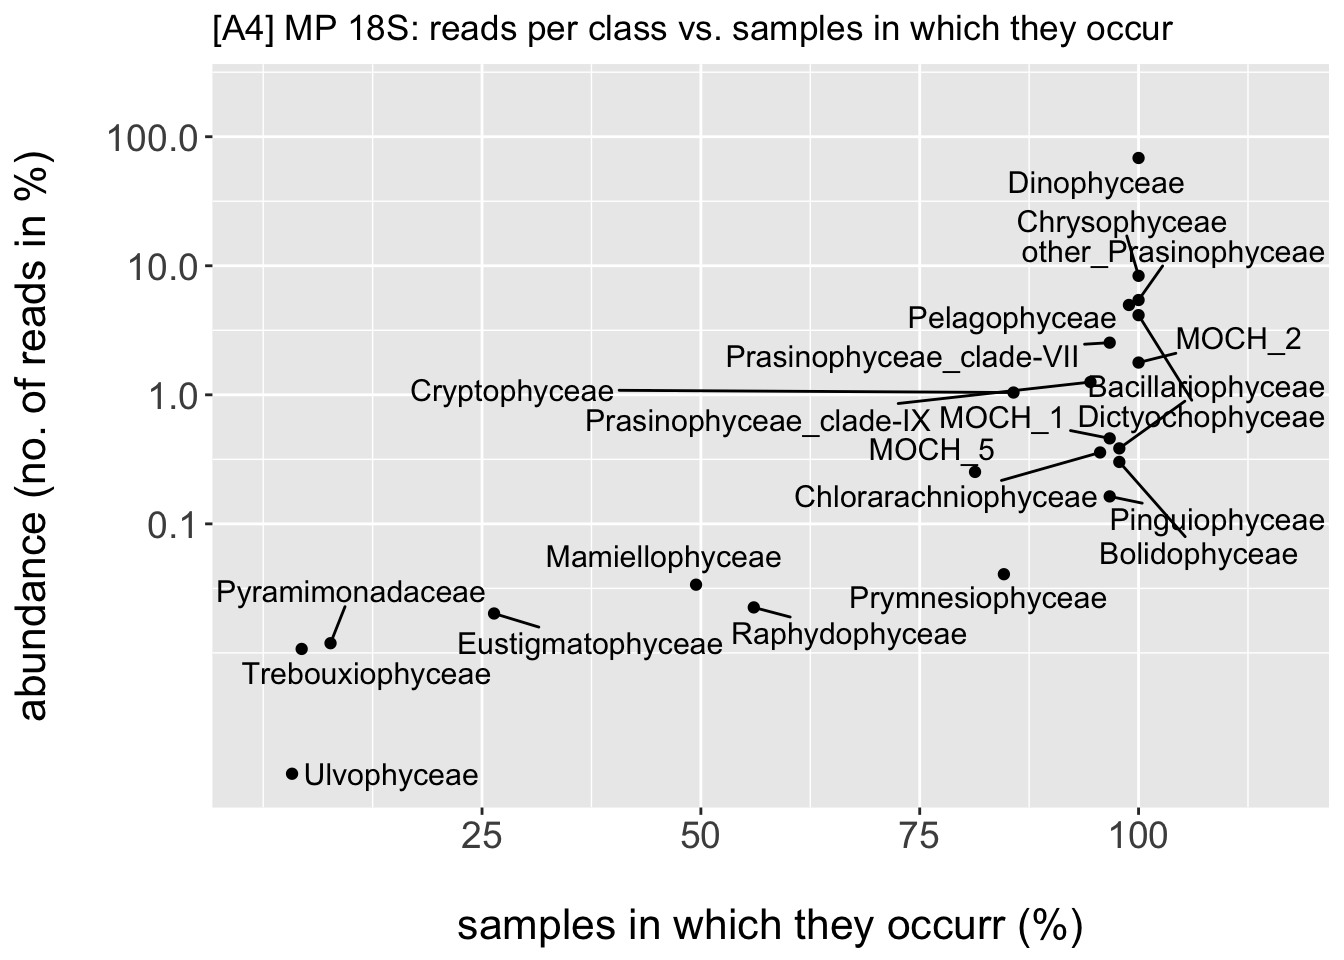 [A4] MP 18S: reads per class vs. samples in which they occur
abundance (no. of reads in %)
100.0
10.0
1.0
0.1
Dinophyceae
Chrysophyceae
other_Prasinophyceae
Pelagophyceae
MOCH_2
Prasinophyceae_clade-VII
Bacillariophyceae
Cryptophyceae
Prasinophyceae_clade-IX
MOCH_1
Dictyochophyceae
MOCH_5
Chlorarachniophyceae
Pinguiophyceae
Bolidophyceae
Mamiellophyceae
Pyramimonadaceae
Prymnesiophyceae
Raphydophyceae
Eustigmatophyceae
Trebouxiophyceae
Ulvophyceae
25
50
75
100
samples in which they occurr (%)